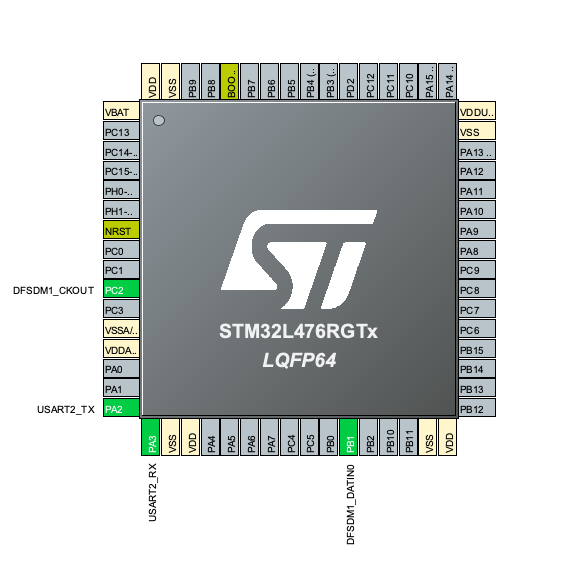 VDD
VSS
PB9
PB8
BOO..
PB7
PB6
PB5
PB4 (..
PB3 (..
PD2
PC12
PC11
PC10
PA15..
PA14..
VBAT
PC13
PC14-..
PC15-..
PH0-..
PH1-..
NRST
PC0
PC1
DFSDM1_CKOUT PC2
PC3
VSSA/..
VDDA..
PA0
PA1
USART2_TX PA2
VDDU..
VSS
PA13 ..
PA12
PA11
PA10
PA9
PA8
PC9
PC8
PC7
PC6
PB15
PB14
PB13
PB12
ST
STM32L476RGTx
LQFP64
PA3
VSS
VDD
PA4
PA5
PA6
PA7
PC4
PC5
PB0
PB1
PB2
PB10
PB11
VSS
VDD
USART2_RX
DFSDM1_DATIN0